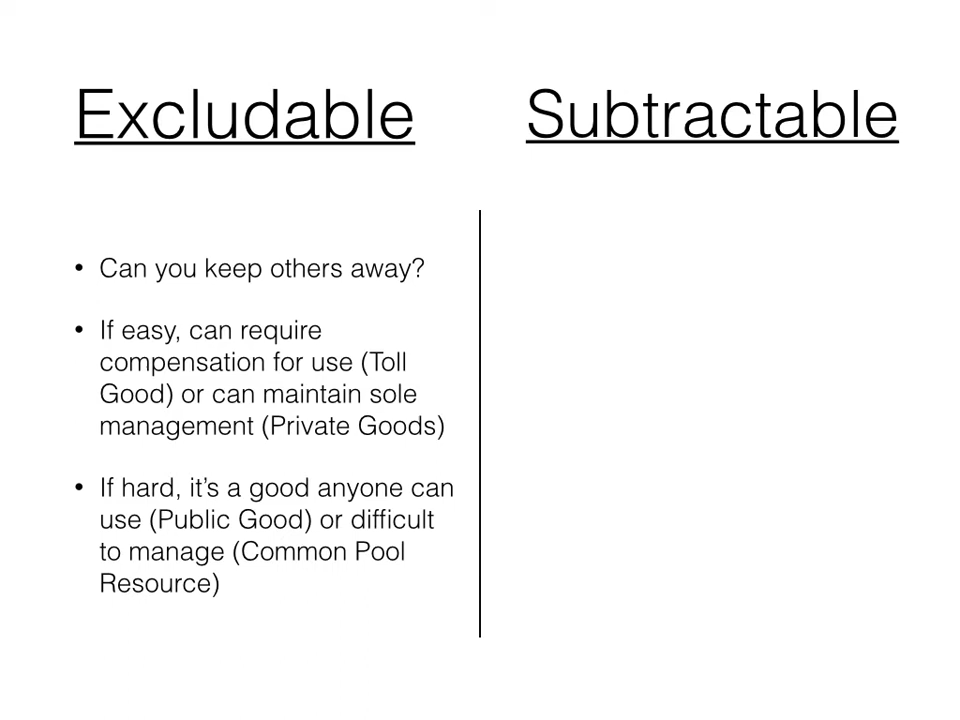 Excludable
Subtractable
• Can you keep others away?
• If easy, can require
compensation for use (Toll
Good) or can maintain sole
management (Private Goods)
• If hard, it’s a good anyone can
use (Public Good) or difficult
to manage (Common Pool
Resource)